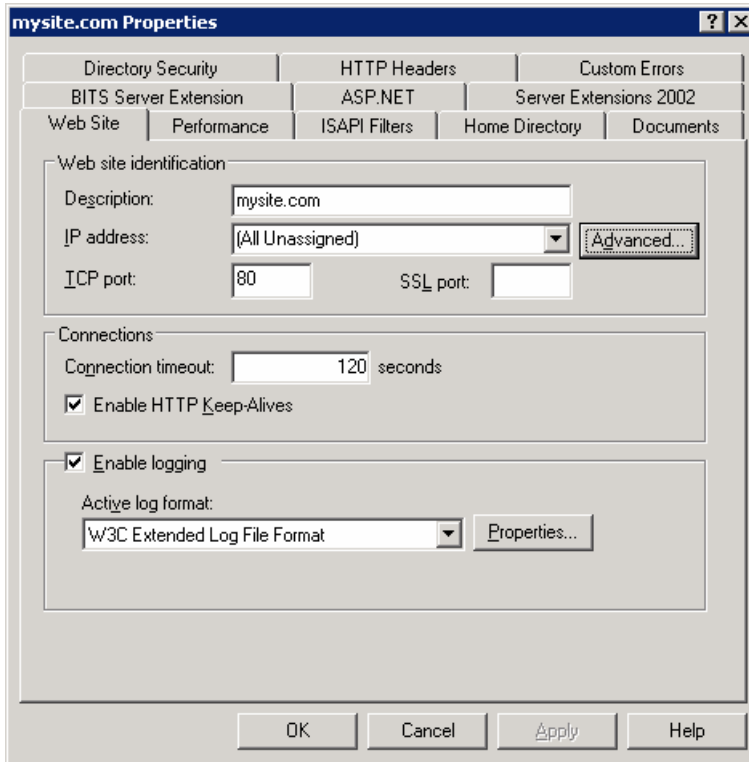 mysite.com Properties
Directory Security HTTP Headers Custom Errors
BITS Server Extension ASP.NET Server Extensions 2002
Web Site Performance ISAPI Filters Home Directory Documents
Web site identification
Description: mysite.com
IP address: (All Unassigned) Advanced...
TCP port: 80 SSL port:
Connections
Connection timeout: 120 seconds
Enable HTTP Keep-Alives
Enable logging
Active log format:
W3C Extended Log File Format Properties...
OK Cancel Apply Help